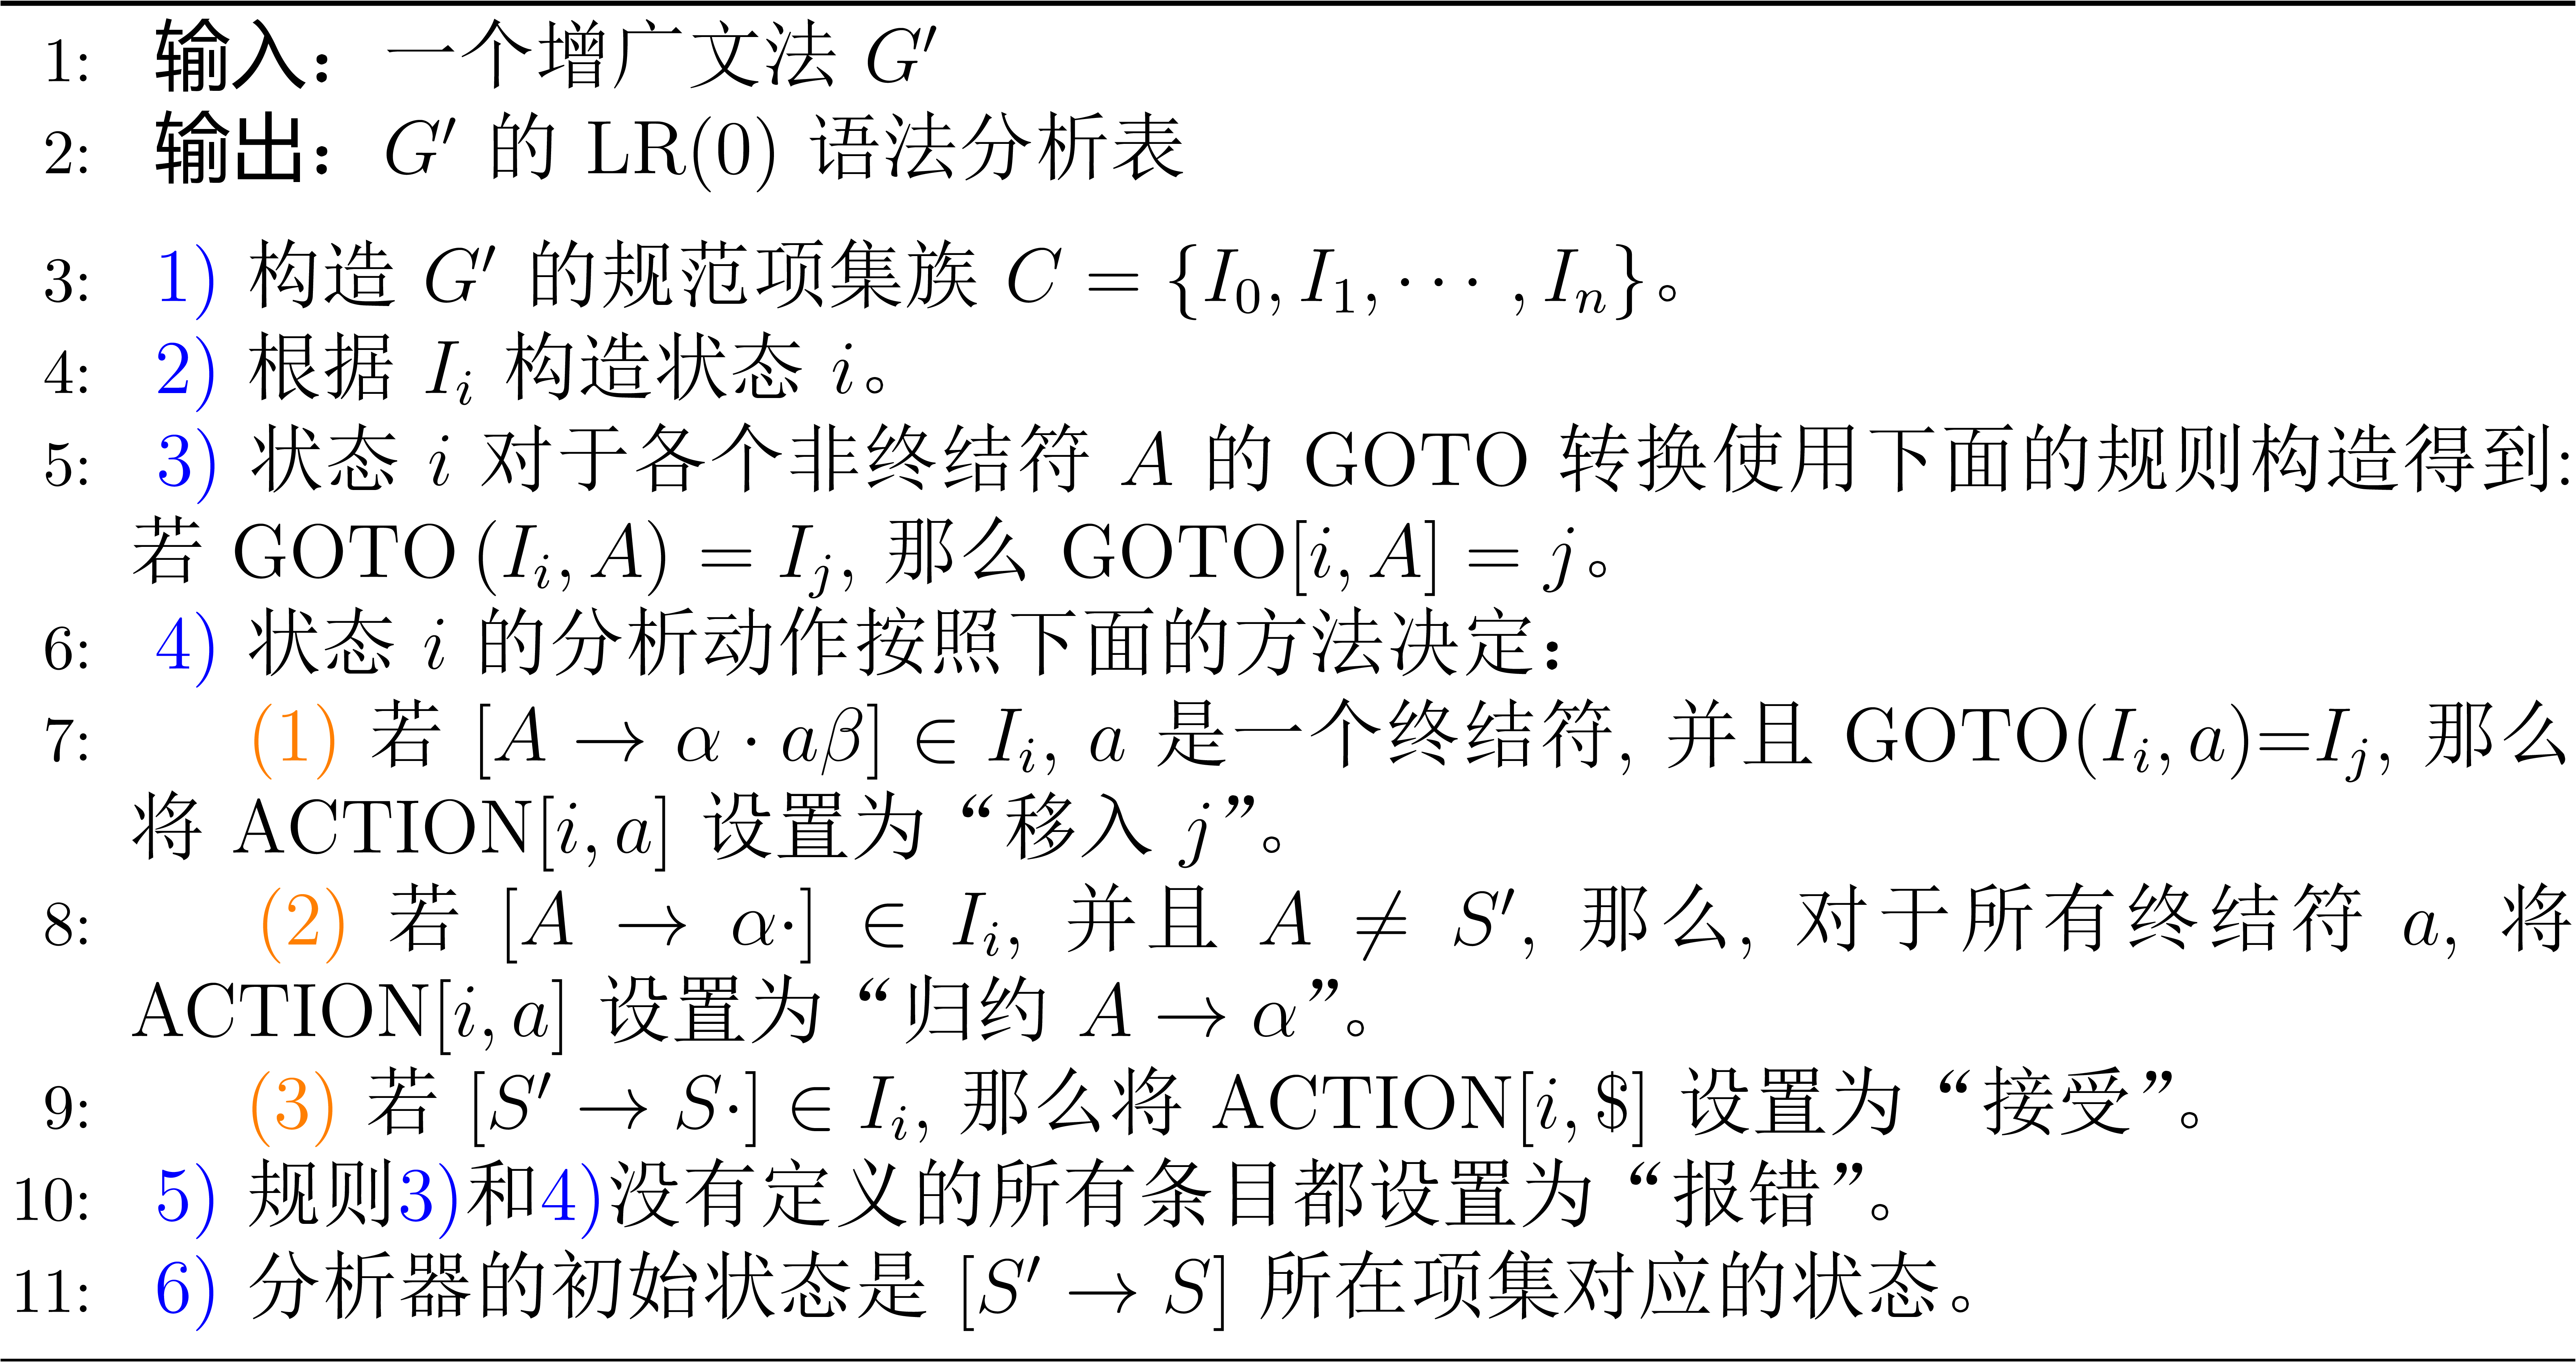 1: 输入：一个增广文法 G′
2: 输出：G′ 的 LR(0) 语法分析表
3: 1) 构造 G′ 的规范项集族 C = {I₀, I₁, ⋯ , Iₙ}。
4: 2) 根据 Iᵢ 构造状态 i。
5: 3) 状态 i 对于各个非终结符 A 的 GOTO 转换使用下面的规则构造得到:
若 GOTO (Iᵢ, A) = Iⱼ, 那么 GOTO[i, A] = j。
6: 4) 状态 i 的分析动作按照下面的方法决定：
7: (1) 若 [A → α · aβ] ∈ Iᵢ, a 是一个终结符, 并且 GOTO(Iᵢ, a)=Iⱼ, 那么
将 ACTION[i, a] 设置为 “移入 j”。
8: (2) 若 [A → α·] ∈ Iᵢ, 并且 A ≠ S′, 那么, 对于所有终结符 a, 将
ACTION[i, a] 设置为 “归约 A → α”。
9: (3) 若 [S′ → S·] ∈ Iᵢ, 那么将 ACTION[i, $] 设置为 “接受”。
10: 5) 规则3)和4)没有定义的所有条目都设置为 “报错”。
11: 6) 分析器的初始状态是 [S′ → S] 所在项集对应的状态。